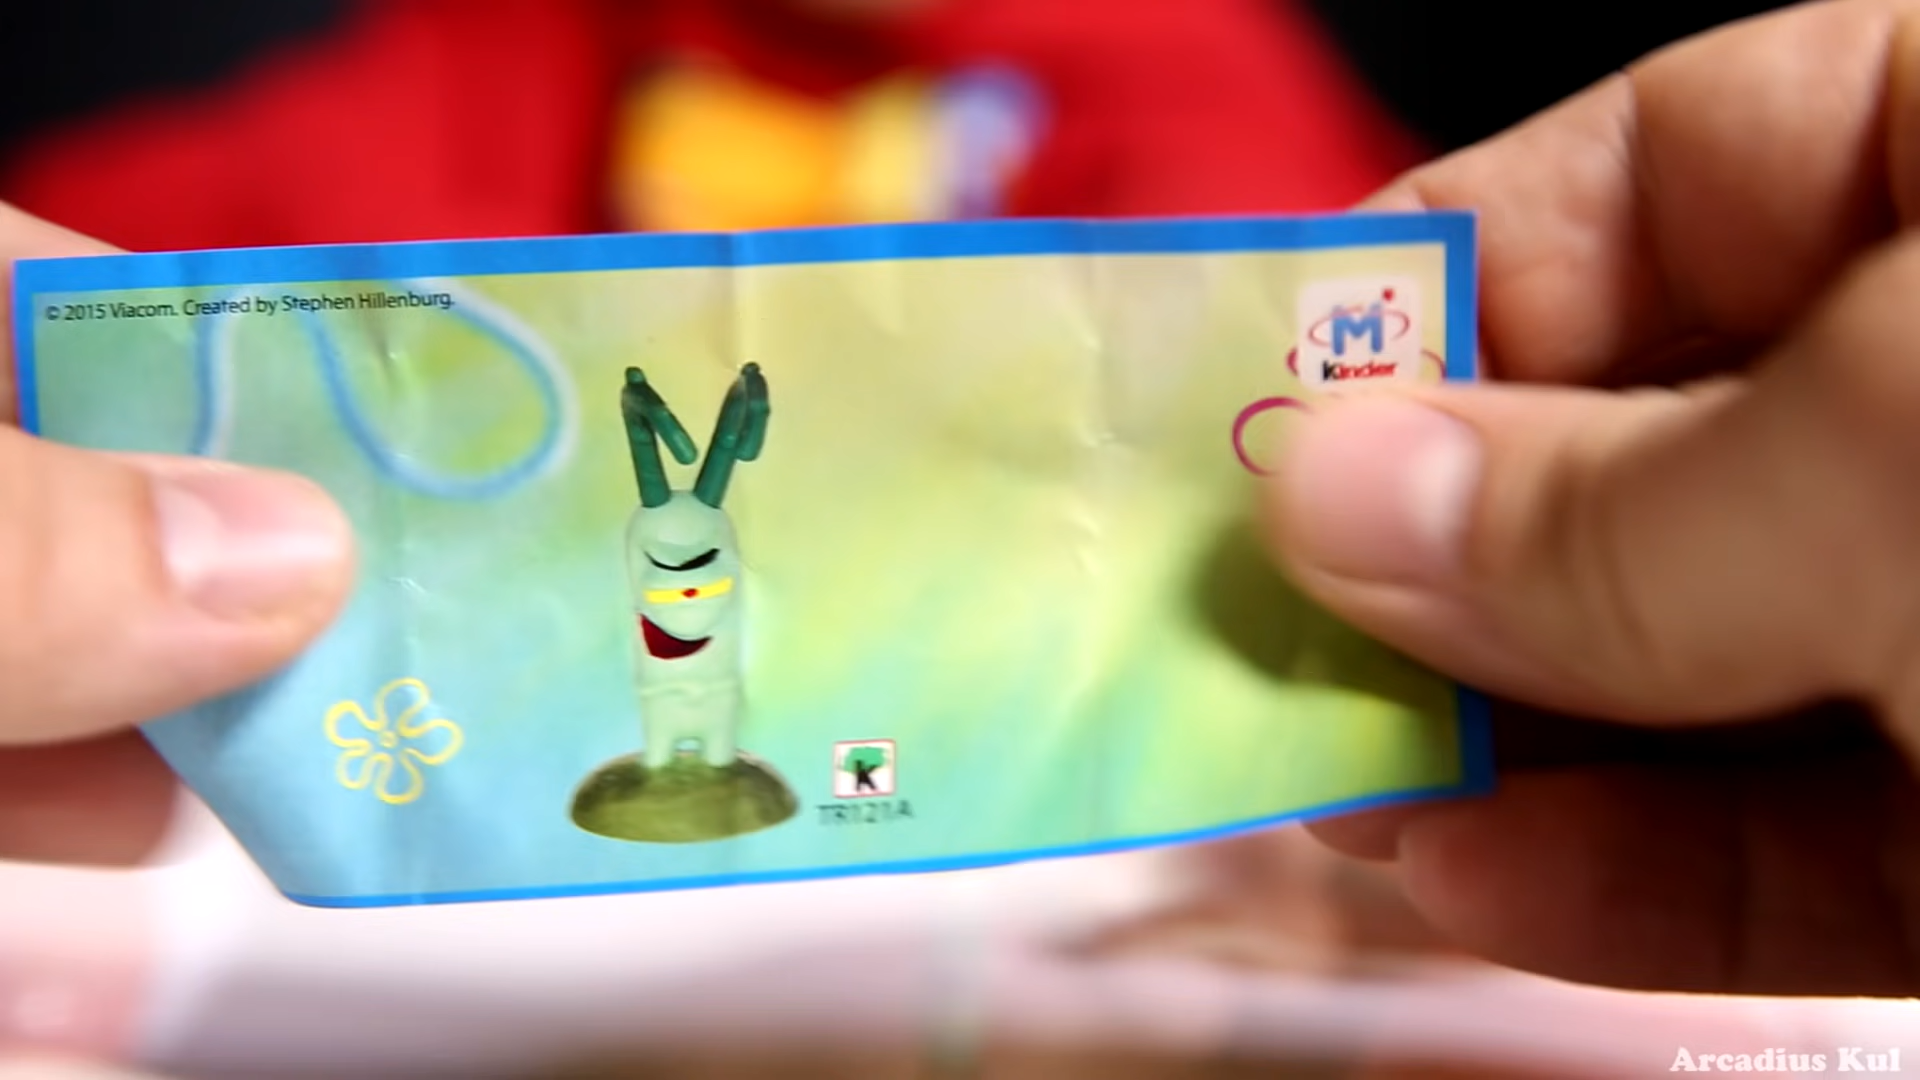 © 2015 Viacom. Created by Stephen Hillenburg.
M
Kinder
K
TR121A
Arcadius Kul